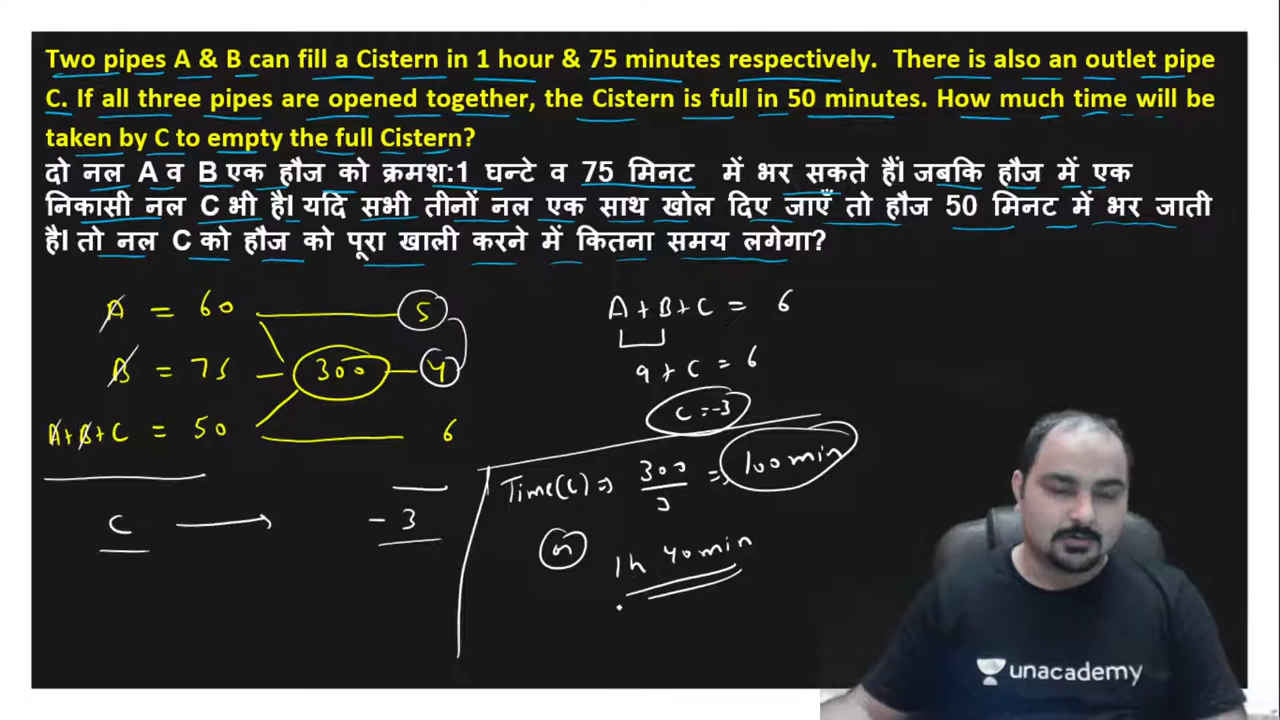 Two pipes A & B can fill a Cistern in 1 hour & 75 minutes respectively. There is also an outlet pipe
C. If all three pipes are opened together, the Cistern is full in 50 minutes. How much time will be
taken by C to empty the full Cistern?
दो नल A व B एक हौज को क्रमश:1 घन्टे व 75 मिनट में भर सकते हैं। जबकि हौज में एक
निकासी नल C भी है। यदि सभी तीनों नल एक साथ खोल दिए जाएँ तो हौज 50 मिनट में भर जाती
है। तो नल C को हौज को पूरा खाली करने में कितना समय लगेगा?
A = 60 5
B = 75 300 4
A+B+C = 50 6
C → -3
A+B+C = 6
9+C = 6
C = -3
Time(C) ⇒ 300/3 ⇒ 100 min
or
1h 40min
unacademy